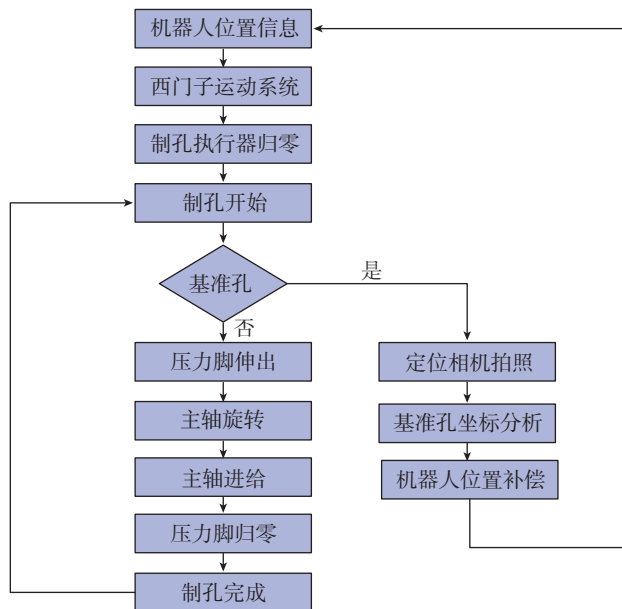 机器人位置信息
西门子运动系统
制孔执行器归零
制孔开始
基准孔
是
否
压力脚伸出
定位相机拍照
主轴旋转
基准孔坐标分析
主轴进给
机器人位置补偿
压力脚归零
制孔完成